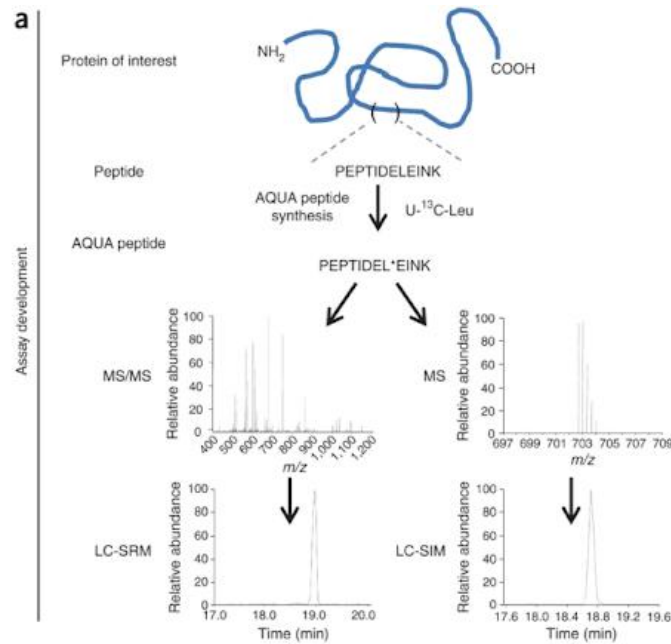 a
Protein of interest
NH2
COOH
( )
Peptide
PEPTIDELEINK
AQUA peptide
synthesis
U-¹³C-Leu
AQUA peptide
PEPTIDEL*EINK
Assay development
MS/MS
Relative abundance
100
80
60
40
20
0
400
500
600
700
800
900
1,000
1,100
1,200
m/z
MS
Relative abundance
100
80
60
40
20
0
697 699 701 703 705 707 709
m/z
LC-SRM
Relative abundance
100
80
60
40
20
0
17.0 18.0 19.0 20.0
Time (min)
LC-SIM
Relative abundance
100
80
60
40
20
0
17.6 18.0 18.4 18.8 19.2 19.6
Time (min)